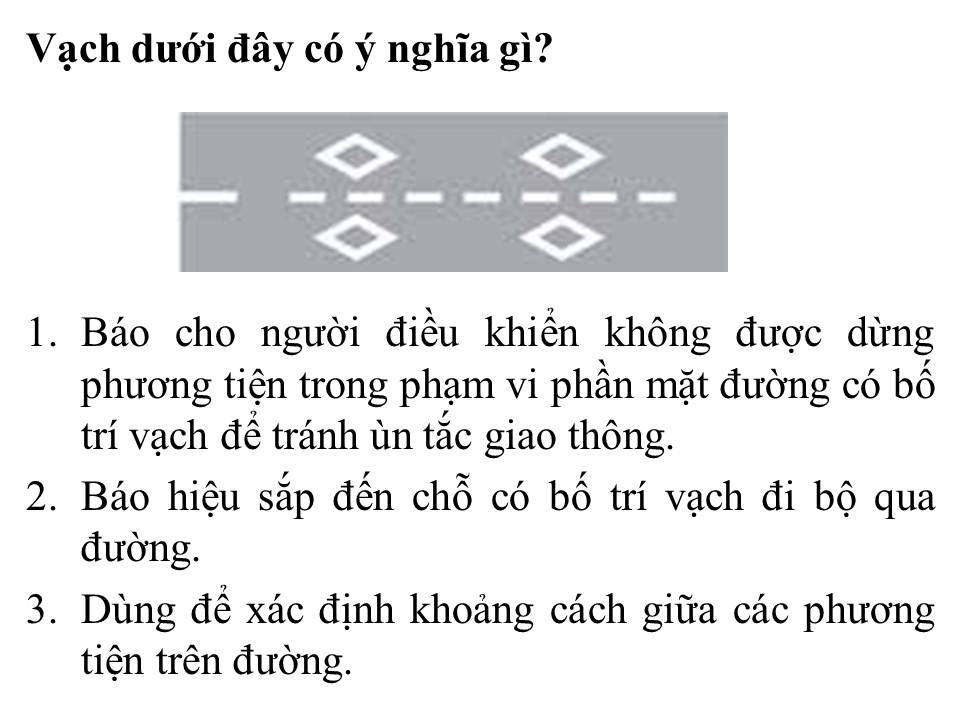 Vạch dưới đây có ý nghĩa gì?
1. Báo cho người điều khiển không được dừng
phương tiện trong phạm vi phần mặt đường có bố
trí vạch để tránh ùn tắc giao thông.
2. Báo hiệu sắp đến chỗ có bố trí vạch đi bộ qua
đường.
3. Dùng để xác định khoảng cách giữa các phương
tiện trên đường.